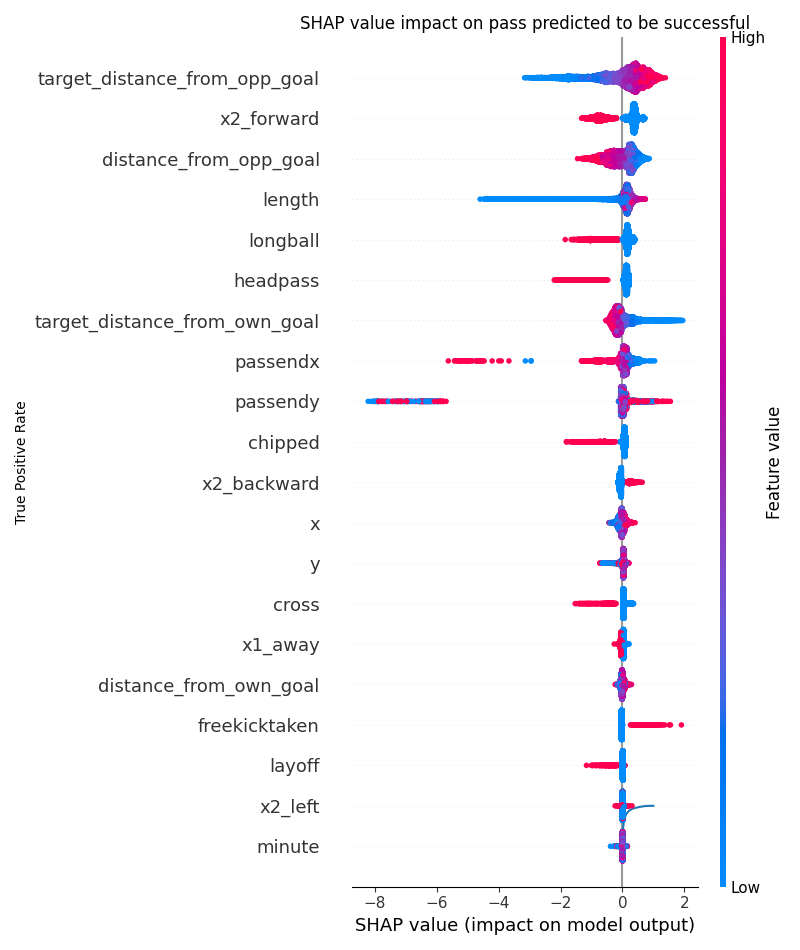 SHAP value impact on pass predicted to be successful
High
target_distance_from_opp_goal
x2_forward
distance_from_opp_goal
length
longball
headpass
target_distance_from_own_goal
passendx
passendy
chipped
x2_backward
x
y
cross
x1_away
distance_from_own_goal
freekicktaken
layoff
x2_left
minute
True Positive Rate
Feature value
Low
−8 −6 −4 −2 0 2
SHAP value (impact on model output)